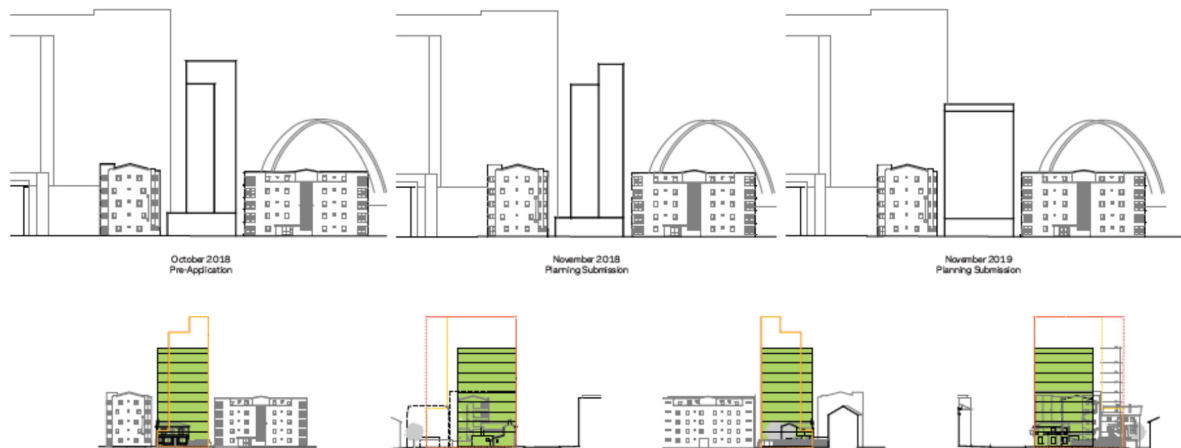 October 2018
Pre-Application
November 2018
Planning Submission
November 2019
Planning Submission